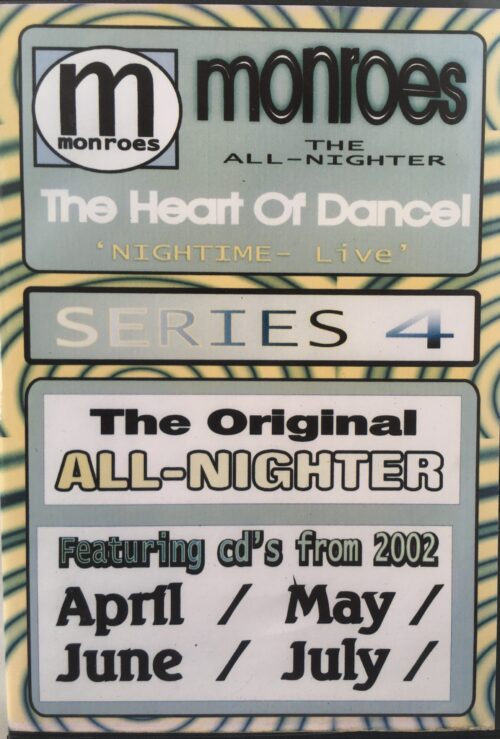 m
monroes
monroes
THE
ALL-NIGHTER
The Heart Of Dance!
'NIGHTIME- Live'
SERIES 4
The Original
ALL-NIGHTER
Featuring cd's from 2002
April / May /
June / July /